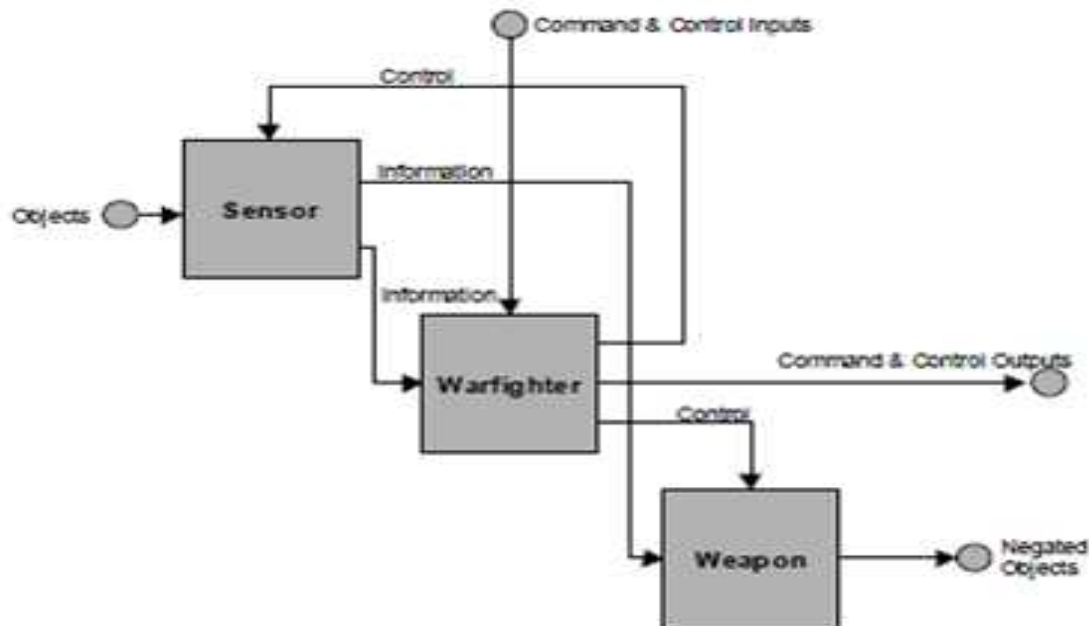 Command & Control Inputs
Control
Information
Objects
Sensor
Information
Command & Control Outputs
Warfighter
Control
Weapon
Negated
Objects